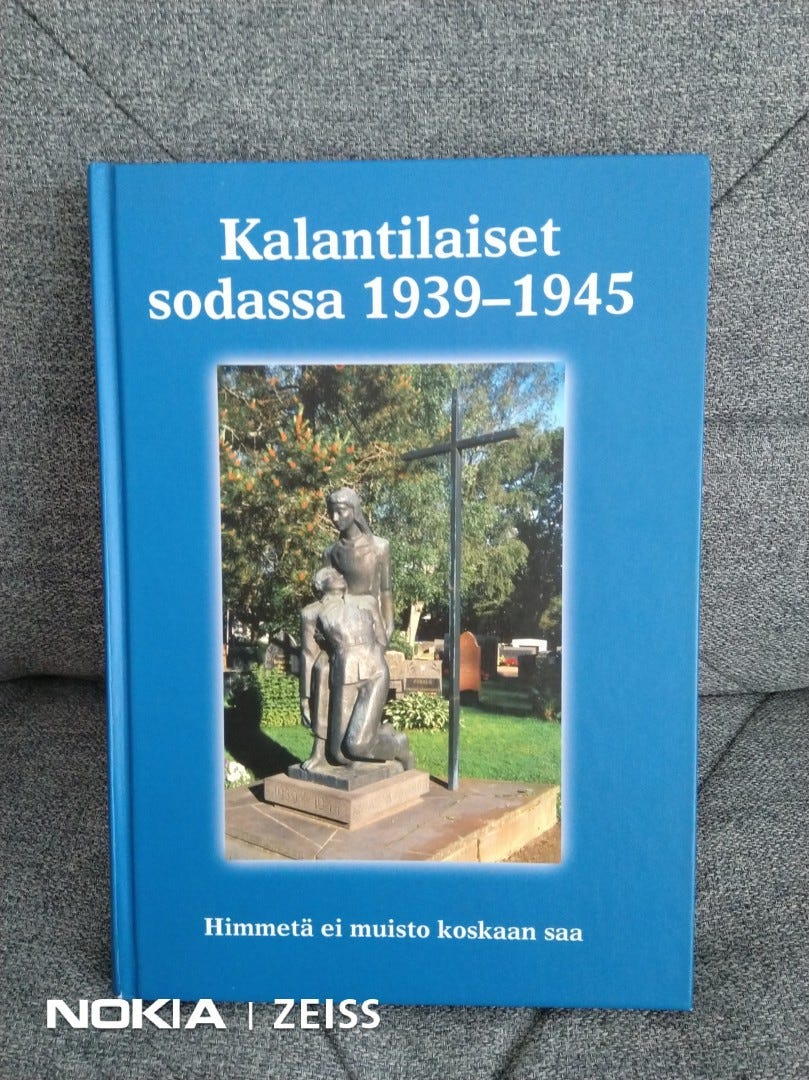 Kalantilaiset
sodassa 1939–1945
Himmetä ei muisto koskaan saa
NOKIA | ZEISS